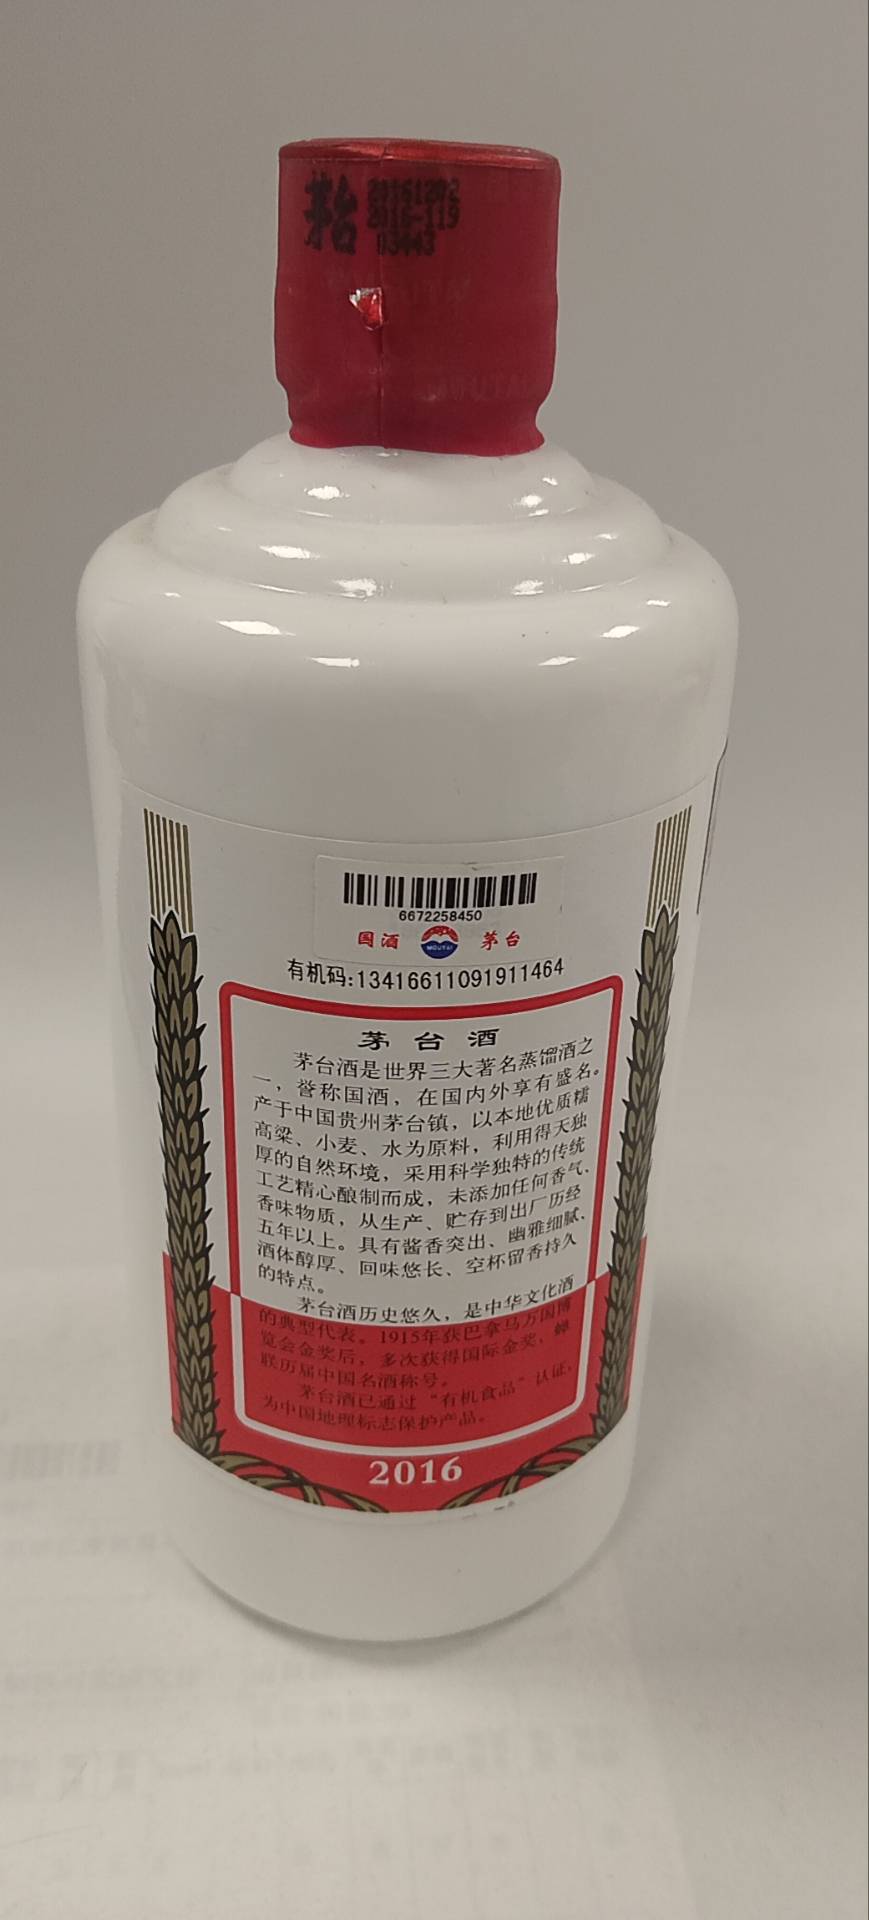 茅台
20161202
2016-119
03443
6672258450
国酒 MOUTAI 茅台
有机码:13416611091911464
茅台酒
茅台酒是世界三大著名蒸馏酒之
一，誉称国酒，在国内外享有盛名。
产于中国贵州茅台镇，以本地优质糯
高粱、小麦、水为原料，利用得天独
厚的自然环境，采用科学独特的传统
工艺精心酿制而成，未添加任何香气、
香味物质，从生产、贮存到出厂历经
五年以上。具有酱香突出、幽雅细腻、
酒体醇厚、回味悠长、空杯留香持久
的特点。
茅台酒历史悠久，是中华文化酒
的典型代表。1915年获巴拿马万国博
览会金奖后，多次获得国际金奖、蝉
联历届中国名酒称号。
茅台酒已通过“有机食品”认证，
为中国地理标志保护产品。
2016